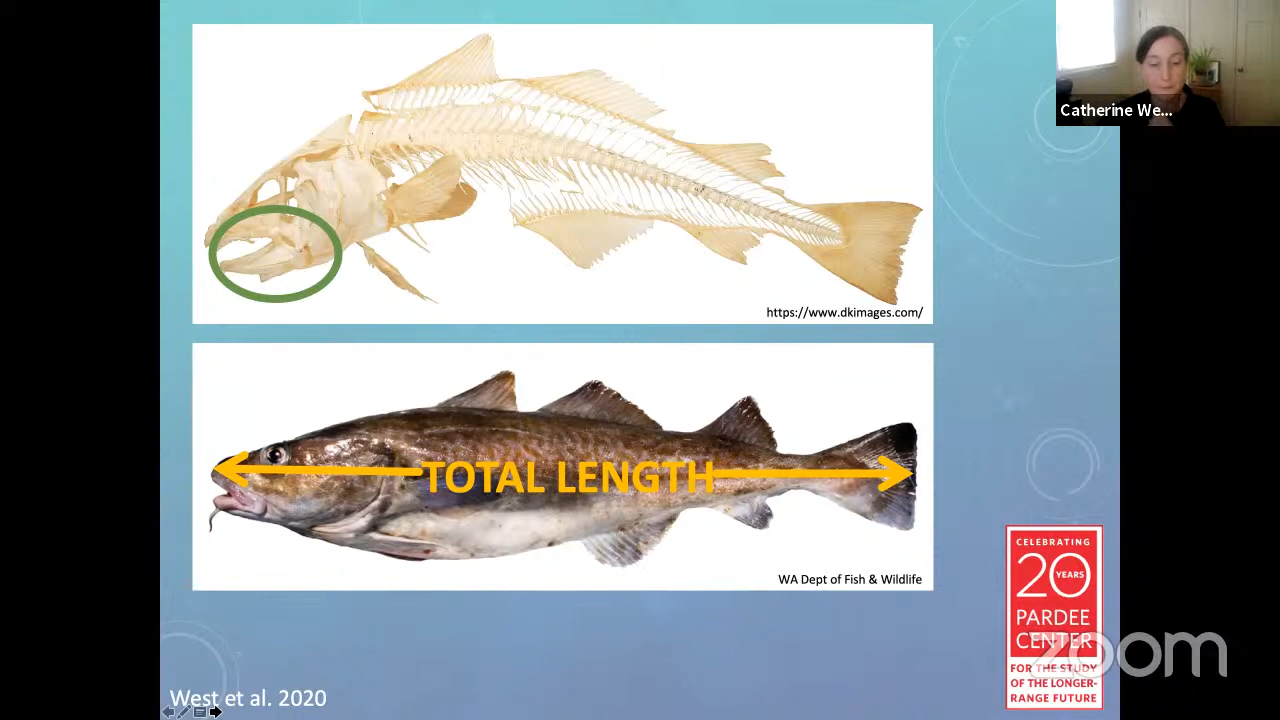 Catherine We...
https://www.dkimages.com/
TOTAL LENGTH
WA Dept of Fish & Wildlife
CELEBRATING
20 YEARS
PARDEE
CENTER
FOR THE STUDY
OF THE LONGER-
RANGE FUTURE
zoom
West et al. 2020